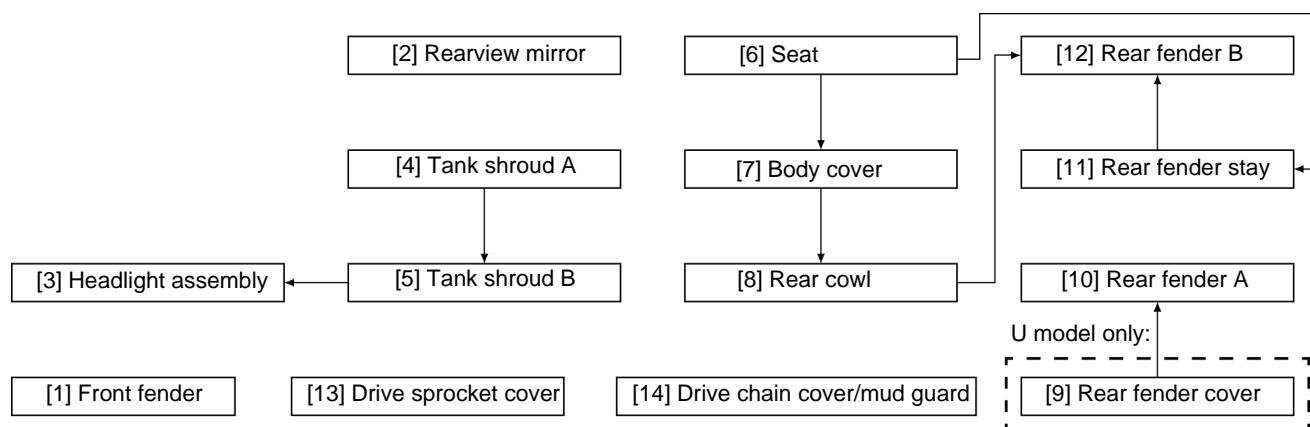 [2] Rearview mirror
[6] Seat
[12] Rear fender B
[4] Tank shroud A
[7] Body cover
[11] Rear fender stay
[3] Headlight assembly
[5] Tank shroud B
[8] Rear cowl
[10] Rear fender A
U model only:
[1] Front fender
[13] Drive sprocket cover
[14] Drive chain cover/mud guard
[9] Rear fender cover